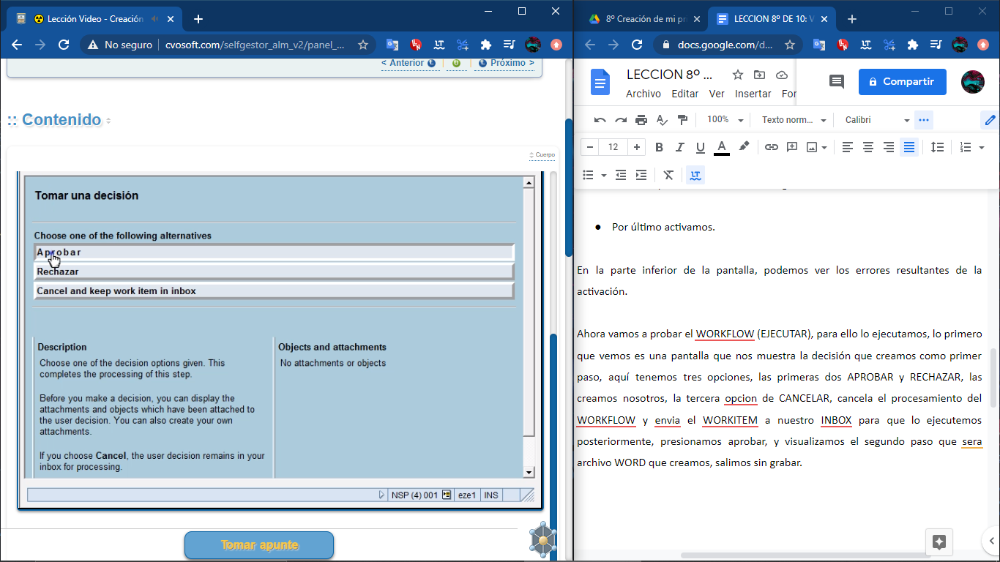 Lección Video - Creación
No seguro
cvosoft.com/selfgestor_alm_v2/panel_...
< Anterior
Próximo >
:: Contenido
Cuerpo
Tomar una decisión
Choose one of the following alternatives
Aprobar
Rechazar
Cancel and keep work item in inbox
Description
Choose one of the decision options given. This
completes the processing of this step.
Before you make a decision, you can display the
attachments and objects which have been attached to
the user decision. You can also create your own
attachments.
If you choose Cancel, the user decision remains in your
inbox for processing.
Objects and attachments
No attachments or objects
NSP (4) 001
eze1
INS
Tomar apunte
8º Creación de mi pr
LECCION 8º DE 10: V
docs.google.com/d...
LECCION 8º ...
Archivo Editar Ver Insertar For
Compartir
100%
Texto norm...
Calibri
12
● Por último activamos.
En la parte inferior de la pantalla, podemos ver los errores resultantes de la
activación.
Ahora vamos a probar el WORKFLOW (EJECUTAR), para ello lo ejecutamos, lo primero
que vemos es una pantalla que nos muestra la decisión que creamos como primer
paso, aquí tenemos tres opciones, las primeras dos APROBAR y RECHAZAR, las
creamos nosotros, la tercera opcion de CANCELAR, cancela el procesamiento del
WORKFLOW y envia el WORKITEM a nuestro INBOX para que lo ejecutemos
posteriormente, presionamos aprobar, y visualizamos el segundo paso que sera
archivo WORD que creamos, salimos sin grabar.